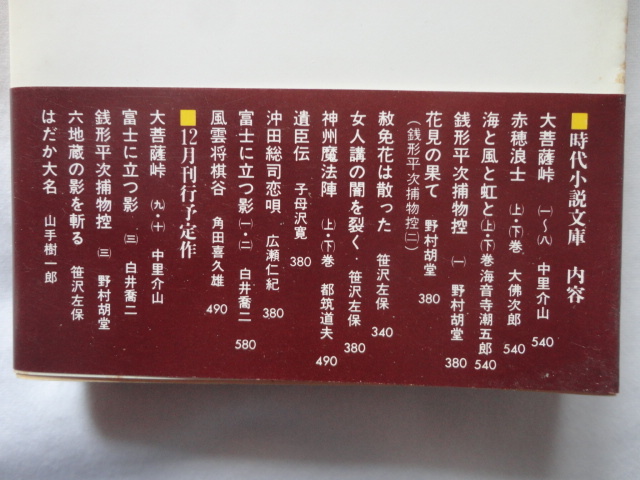 ■時代小説文庫 内容
大菩薩峠 ㈠〜㈧ 中里介山 540
赤穂浪士 ㊤・㊦巻 大佛次郎 540
海と風と虹と㊤・㊦巻 海音寺潮五郎 540
銭形平次捕物控 ㈠ 野村胡堂 380
花見の果て 野村胡堂 380
(銭形平次捕物控㈡)
赦免花は散った 笹沢左保 340
女人講の闇を裂く・笹沢左保 380
神州魔法陣 ㊤・㊦巻 都筑道夫 490
遺臣伝 子母沢寛 380
沖田総司恋唄 広瀬仁紀 380
富士に立つ影 ㈠・㈡ 白井喬二 580
風雲将棋谷 角田喜久雄 490
■12月刊行予定作
大菩薩峠 ㈨・㈩ 中里介山
富士に立つ影 ㈢ 白井喬二
銭形平次捕物控 ㈢ 野村胡堂
六地蔵の影を斬る 笹沢左保
はだか大名 山手樹一郎